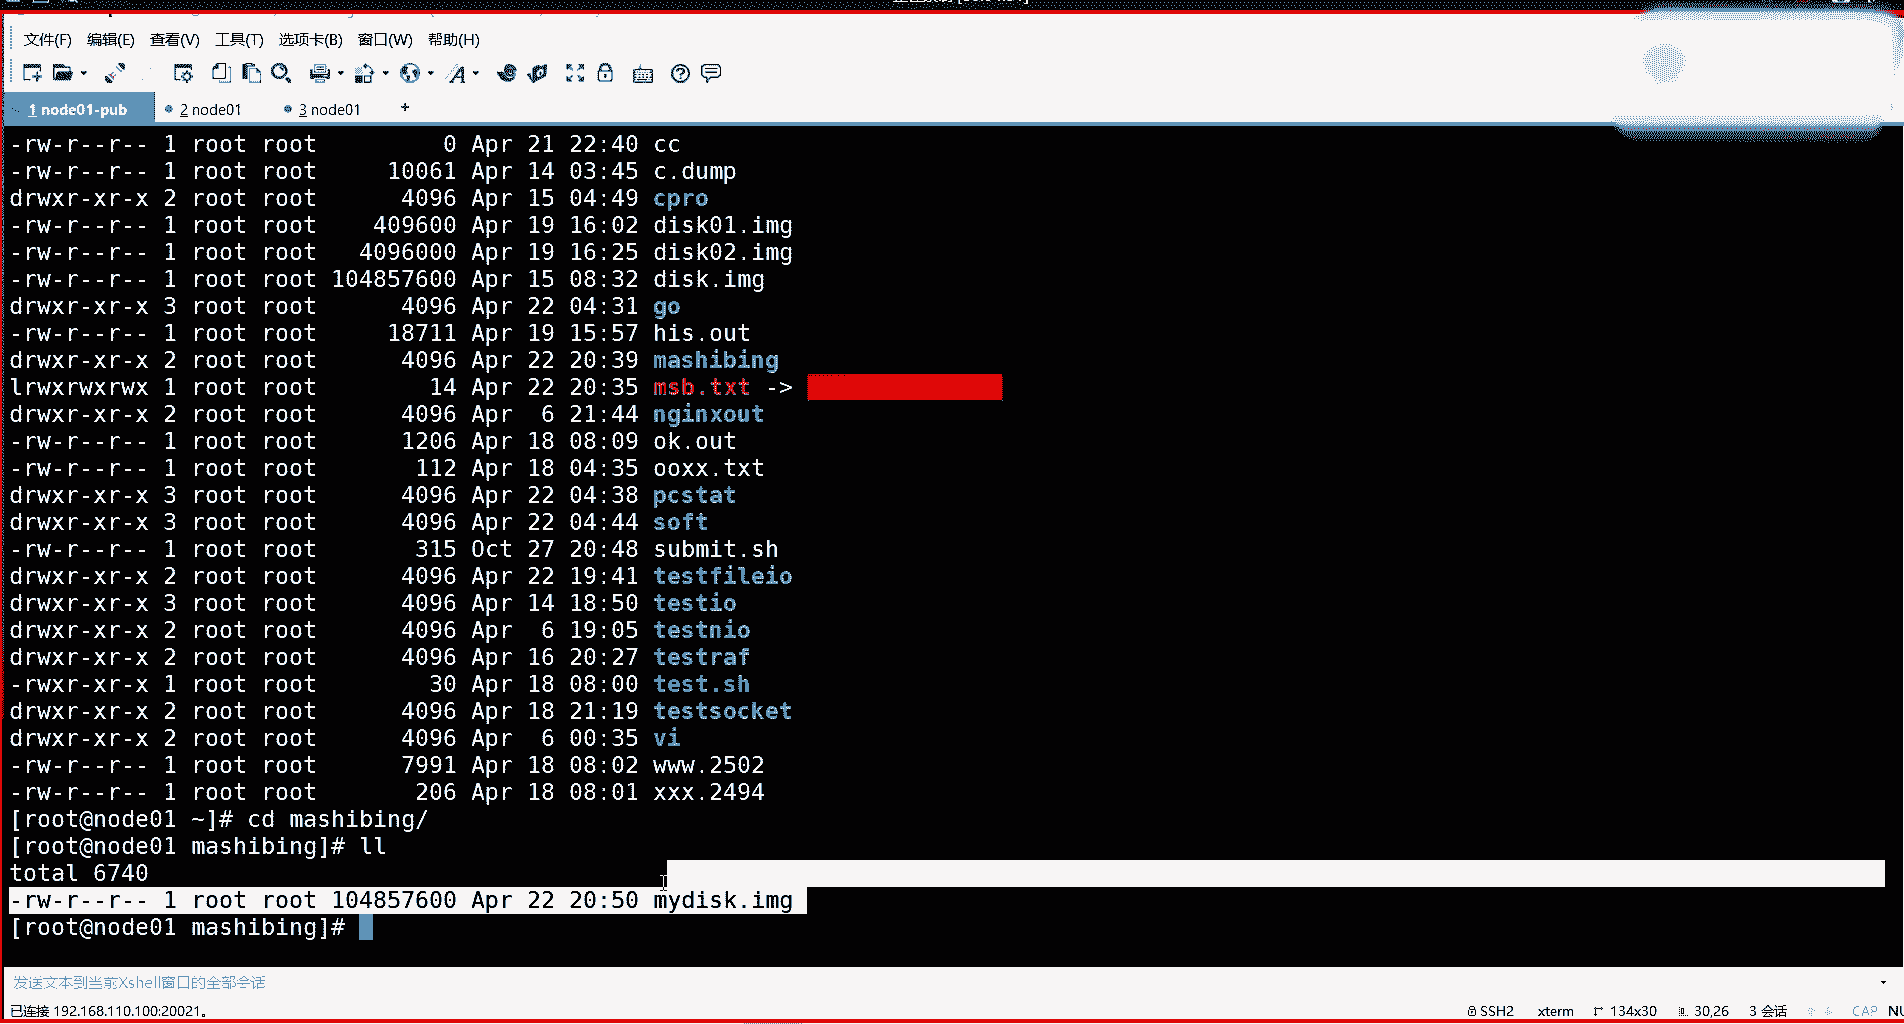 文件(F) 编辑(E) 查看(V) 工具(T) 选项卡(B) 窗口(W) 帮助(H)
1 node01-pub 2 node01 3 node01 +
-rw-r--r-- 1 root root 0 Apr 21 22:40 cc
-rw-r--r-- 1 root root 10061 Apr 14 03:45 c.dump
drwxr-xr-x 2 root root 4096 Apr 15 04:49 cpro
-rw-r--r-- 1 root root 409600 Apr 19 16:02 disk01.img
-rw-r--r-- 1 root root 4096000 Apr 19 16:25 disk02.img
-rw-r--r-- 1 root root 104857600 Apr 15 08:32 disk.img
drwxr-xr-x 3 root root 4096 Apr 22 04:31 go
-rw-r--r-- 1 root root 18711 Apr 19 15:57 his.out
drwxr-xr-x 2 root root 4096 Apr 22 20:39 mashibing
lrwxrwxrwx 1 root root 14 Apr 22 20:35 msb.txt ->
drwxr-xr-x 2 root root 4096 Apr 6 21:44 nginxout
-rw-r--r-- 1 root root 1206 Apr 18 08:09 ok.out
-rw-r--r-- 1 root root 112 Apr 18 04:35 ooxx.txt
drwxr-xr-x 3 root root 4096 Apr 22 04:38 pcstat
drwxr-xr-x 3 root root 4096 Apr 22 04:44 soft
-rw-r--r-- 1 root root 315 Oct 27 20:48 submit.sh
drwxr-xr-x 2 root root 4096 Apr 22 19:41 testfileio
drwxr-xr-x 3 root root 4096 Apr 14 18:50 testio
drwxr-xr-x 2 root root 4096 Apr 6 19:05 testnio
drwxr-xr-x 2 root root 4096 Apr 16 20:27 testraf
-rwxr-xr-x 1 root root 30 Apr 18 08:00 test.sh
drwxr-xr-x 2 root root 4096 Apr 18 21:19 testsocket
drwxr-xr-x 2 root root 4096 Apr 6 00:35 vi
-rw-r--r-- 1 root root 7991 Apr 18 08:02 www.2502
-rw-r--r-- 1 root root 206 Apr 18 08:01 xxx.2494
[root@node01 ~]# cd mashibing/
[root@node01 mashibing]# ll
total 6740
-rw-r--r-- 1 root root 104857600 Apr 22 20:50 mydisk.img
[root@node01 mashibing]#
发送文本到当前Xshell窗口的全部会话
已连接 192.168.110.100:20021。 SSH2 xterm 134x30 30,26 3 会话 CAP